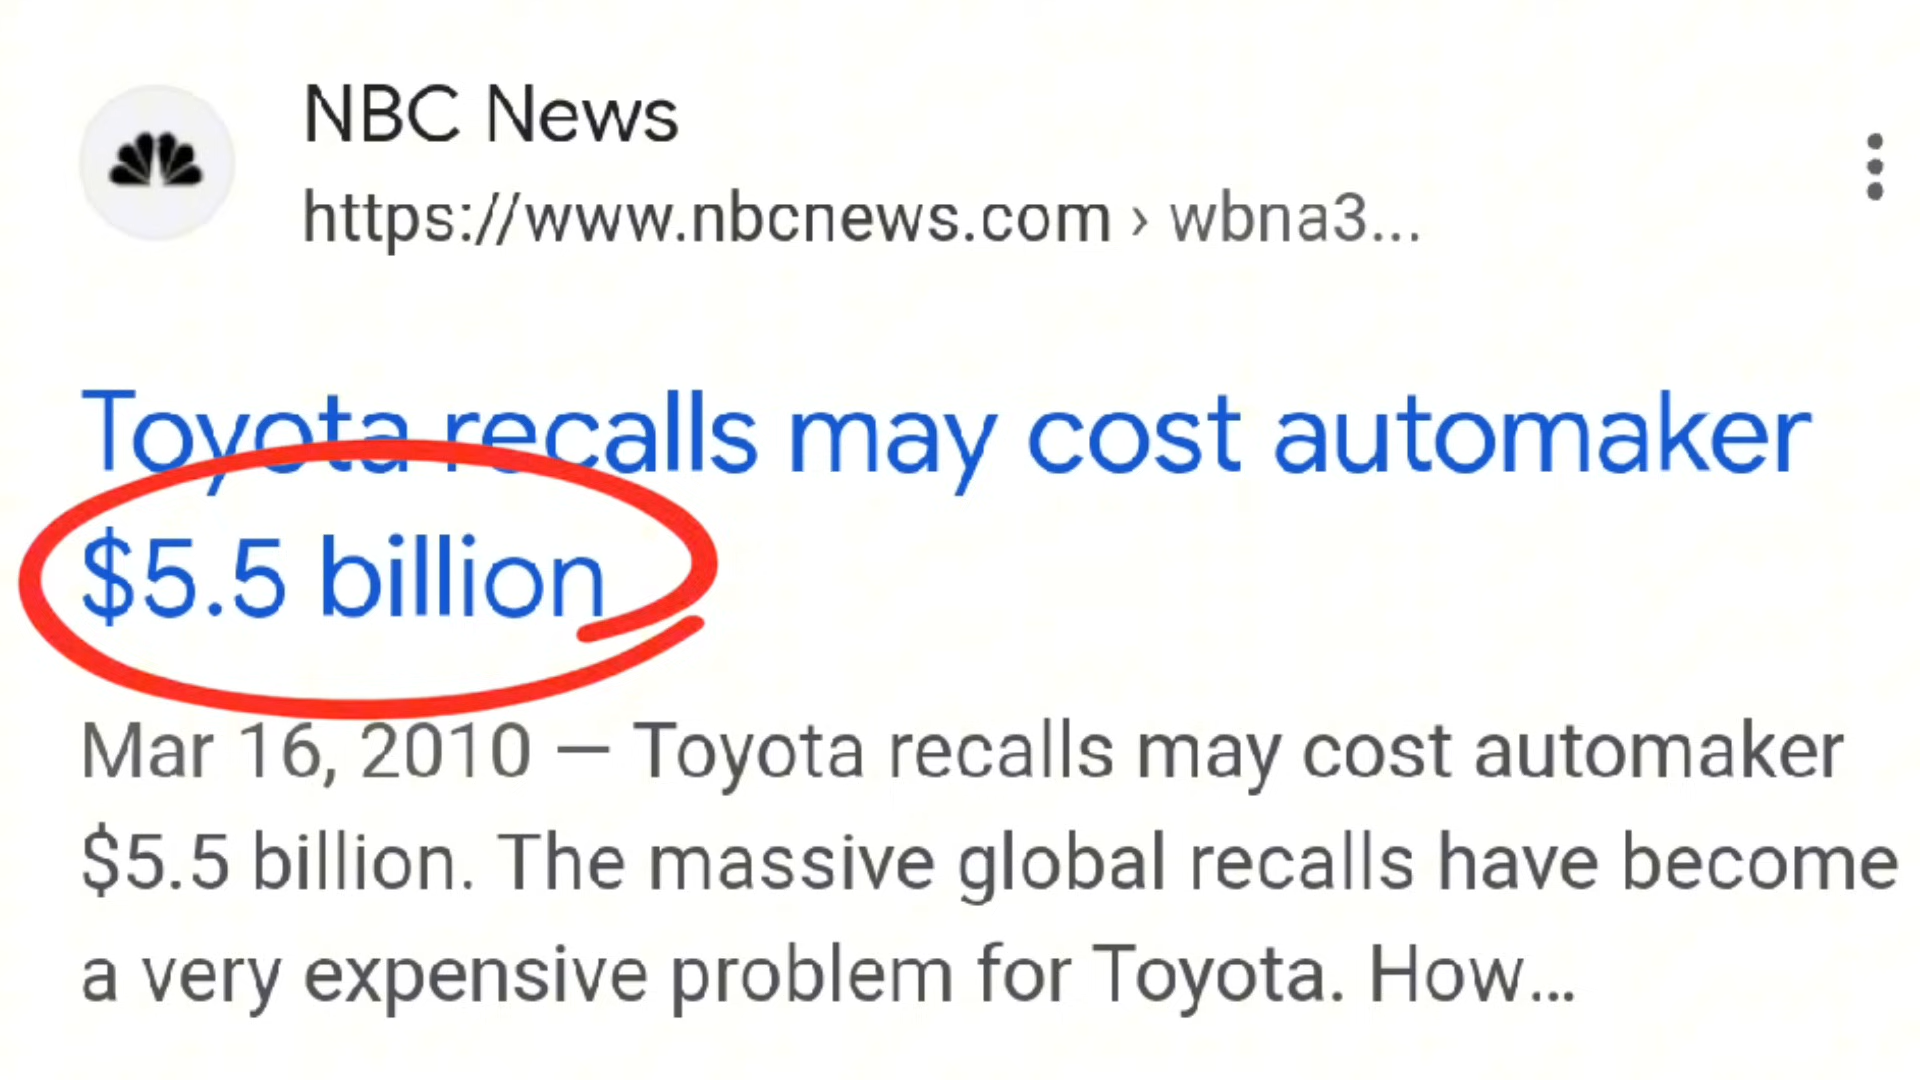 NBC News
https://www.nbcnews.com › wbna3...
Toyota recalls may cost automaker
$5.5 billion
Mar 16, 2010 — Toyota recalls may cost automaker
$5.5 billion. The massive global recalls have become
a very expensive problem for Toyota. How...